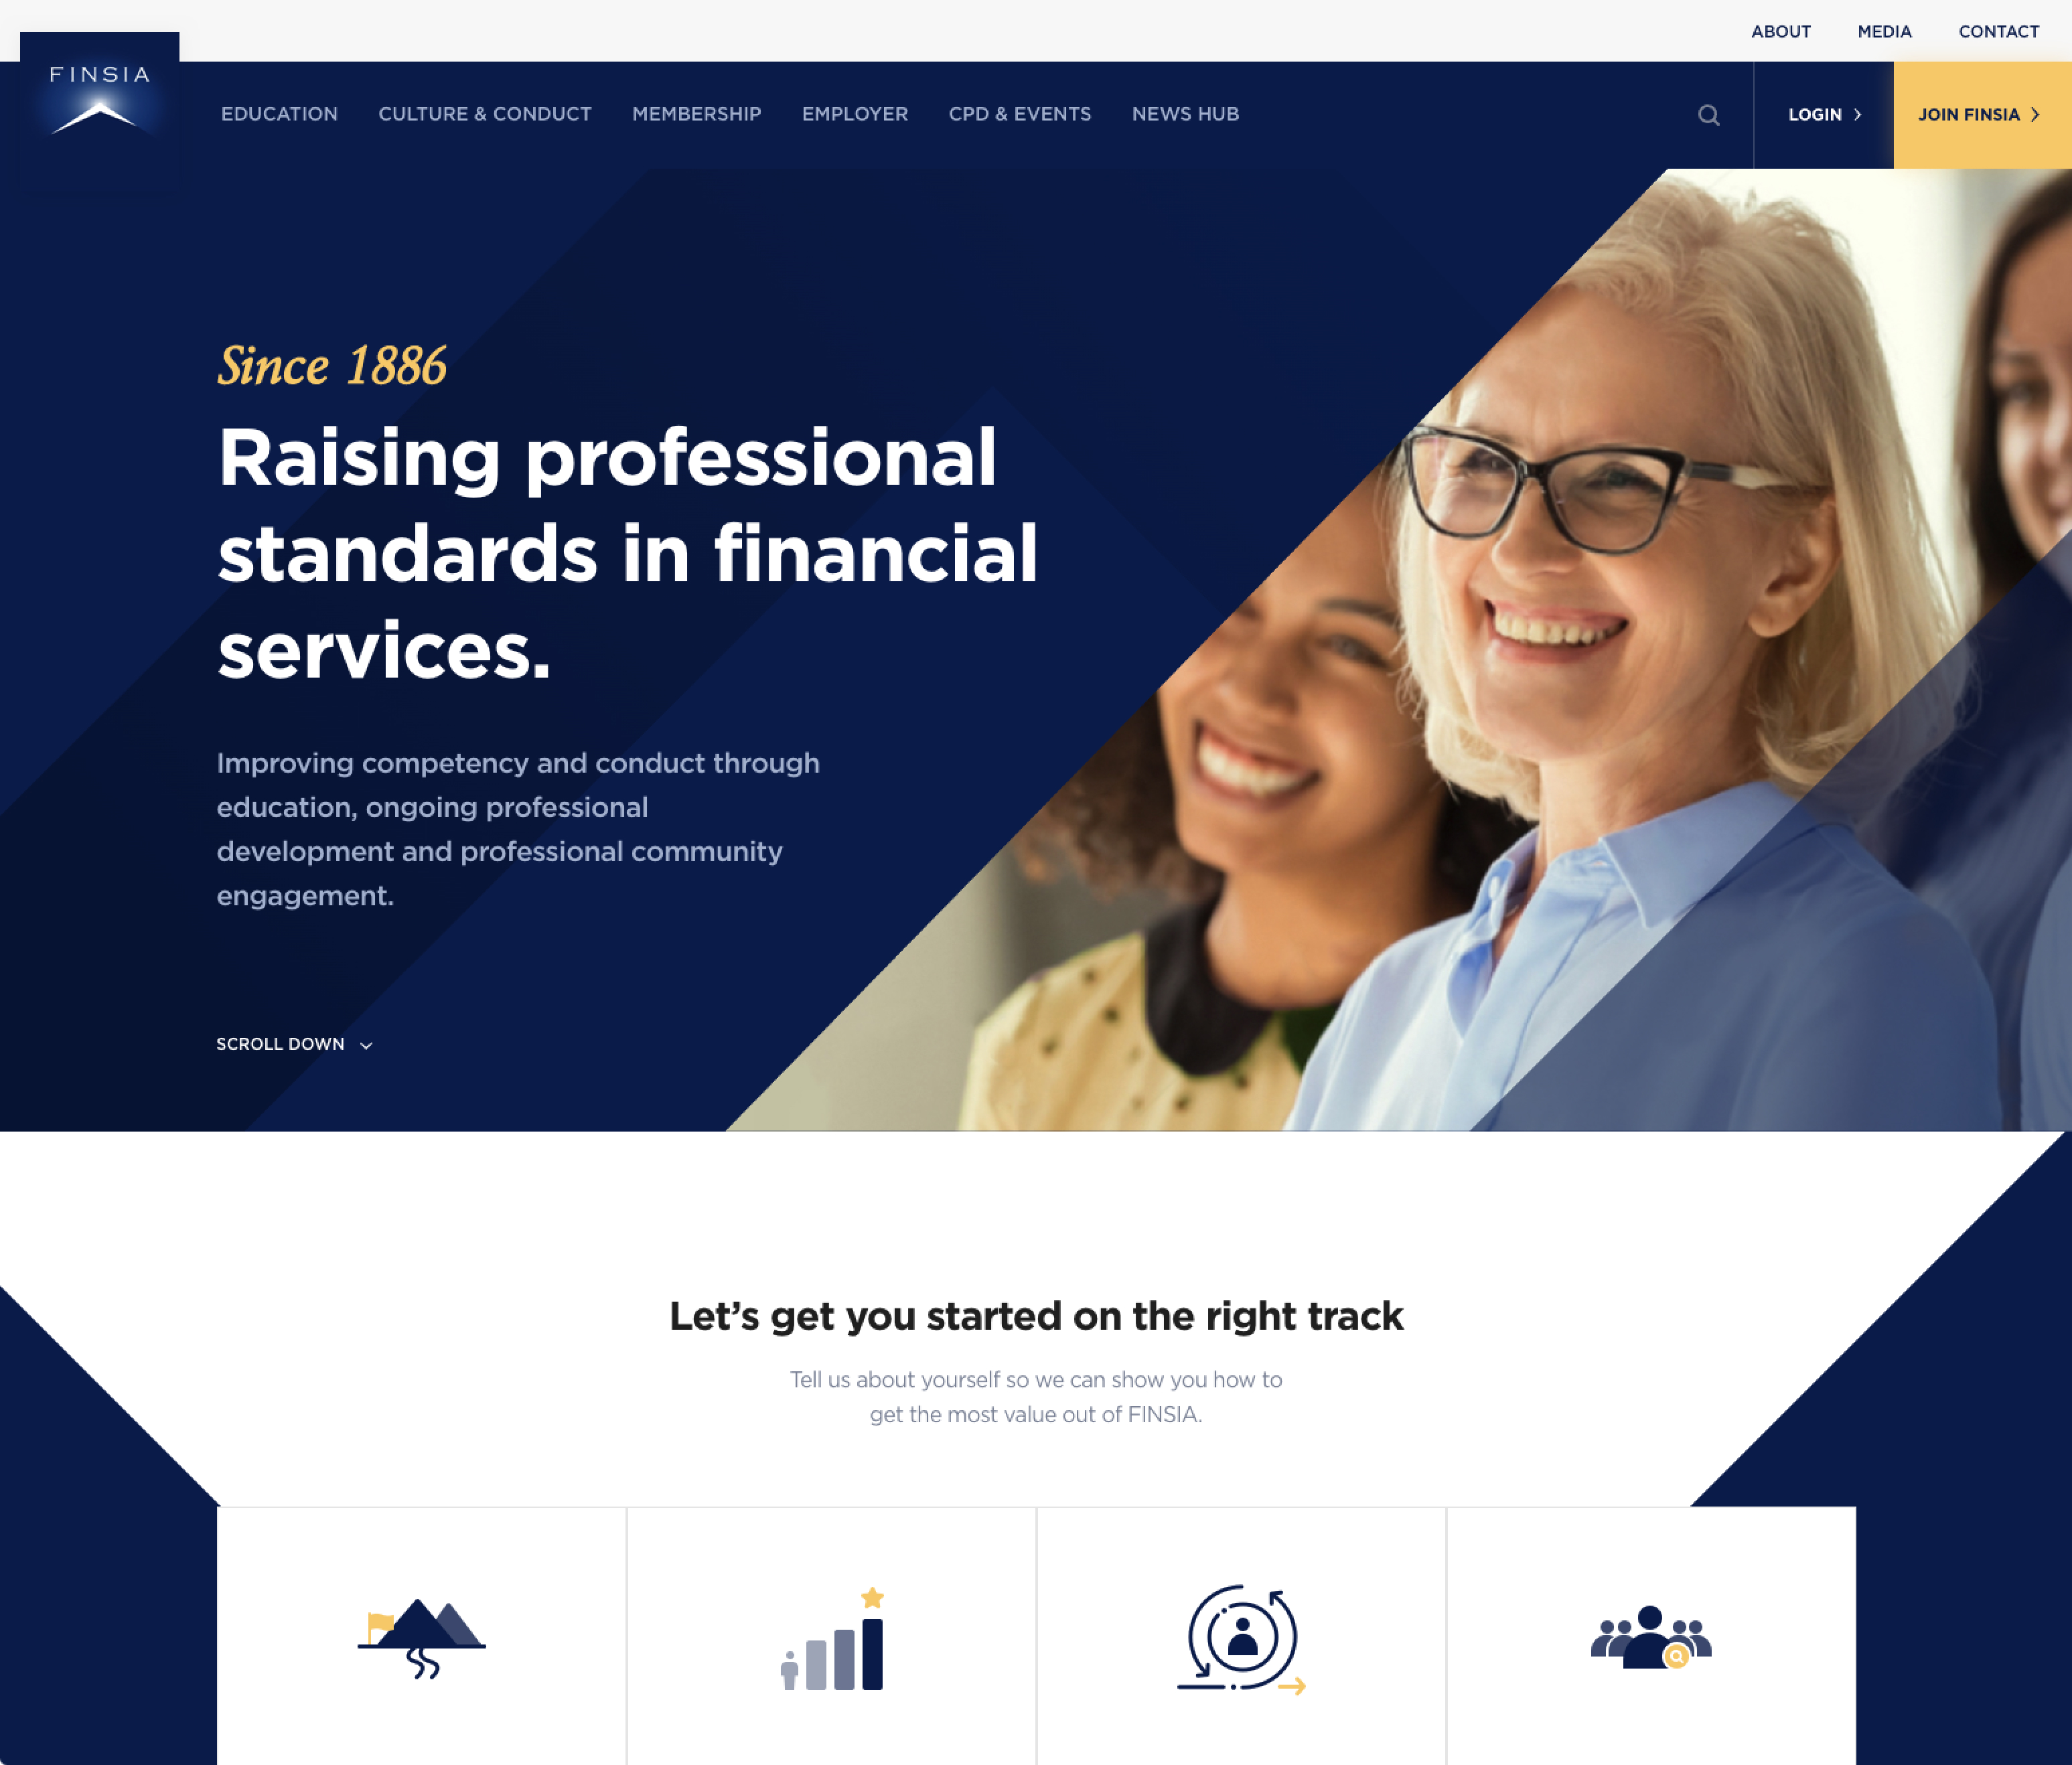 ABOUT MEDIA CONTACT
FINSIA
EDUCATION CULTURE & CONDUCT MEMBERSHIP EMPLOYER CPD & EVENTS NEWS HUB LOGIN JOIN FINSIA
Since 1886
Raising professional
standards in financial
services.
Improving competency and conduct through
education, ongoing professional
development and professional community
engagement.
SCROLL DOWN
Let’s get you started on the right track
Tell us about yourself so we can show you how to
get the most value out of FINSIA.